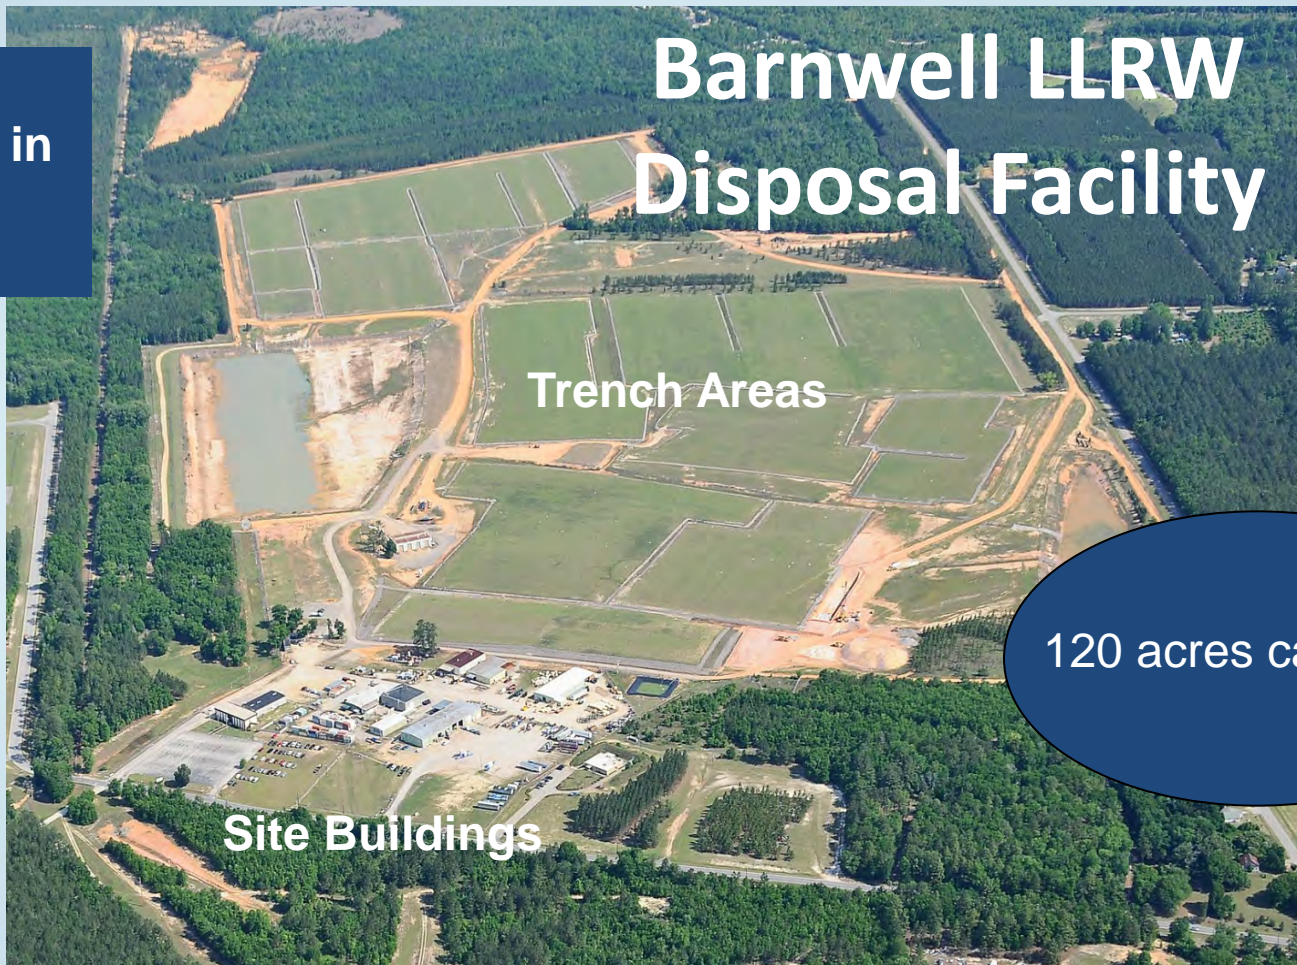 Barnwell LLRW
Disposal Facility
in
Trench Areas
120 acres
Site Buildings